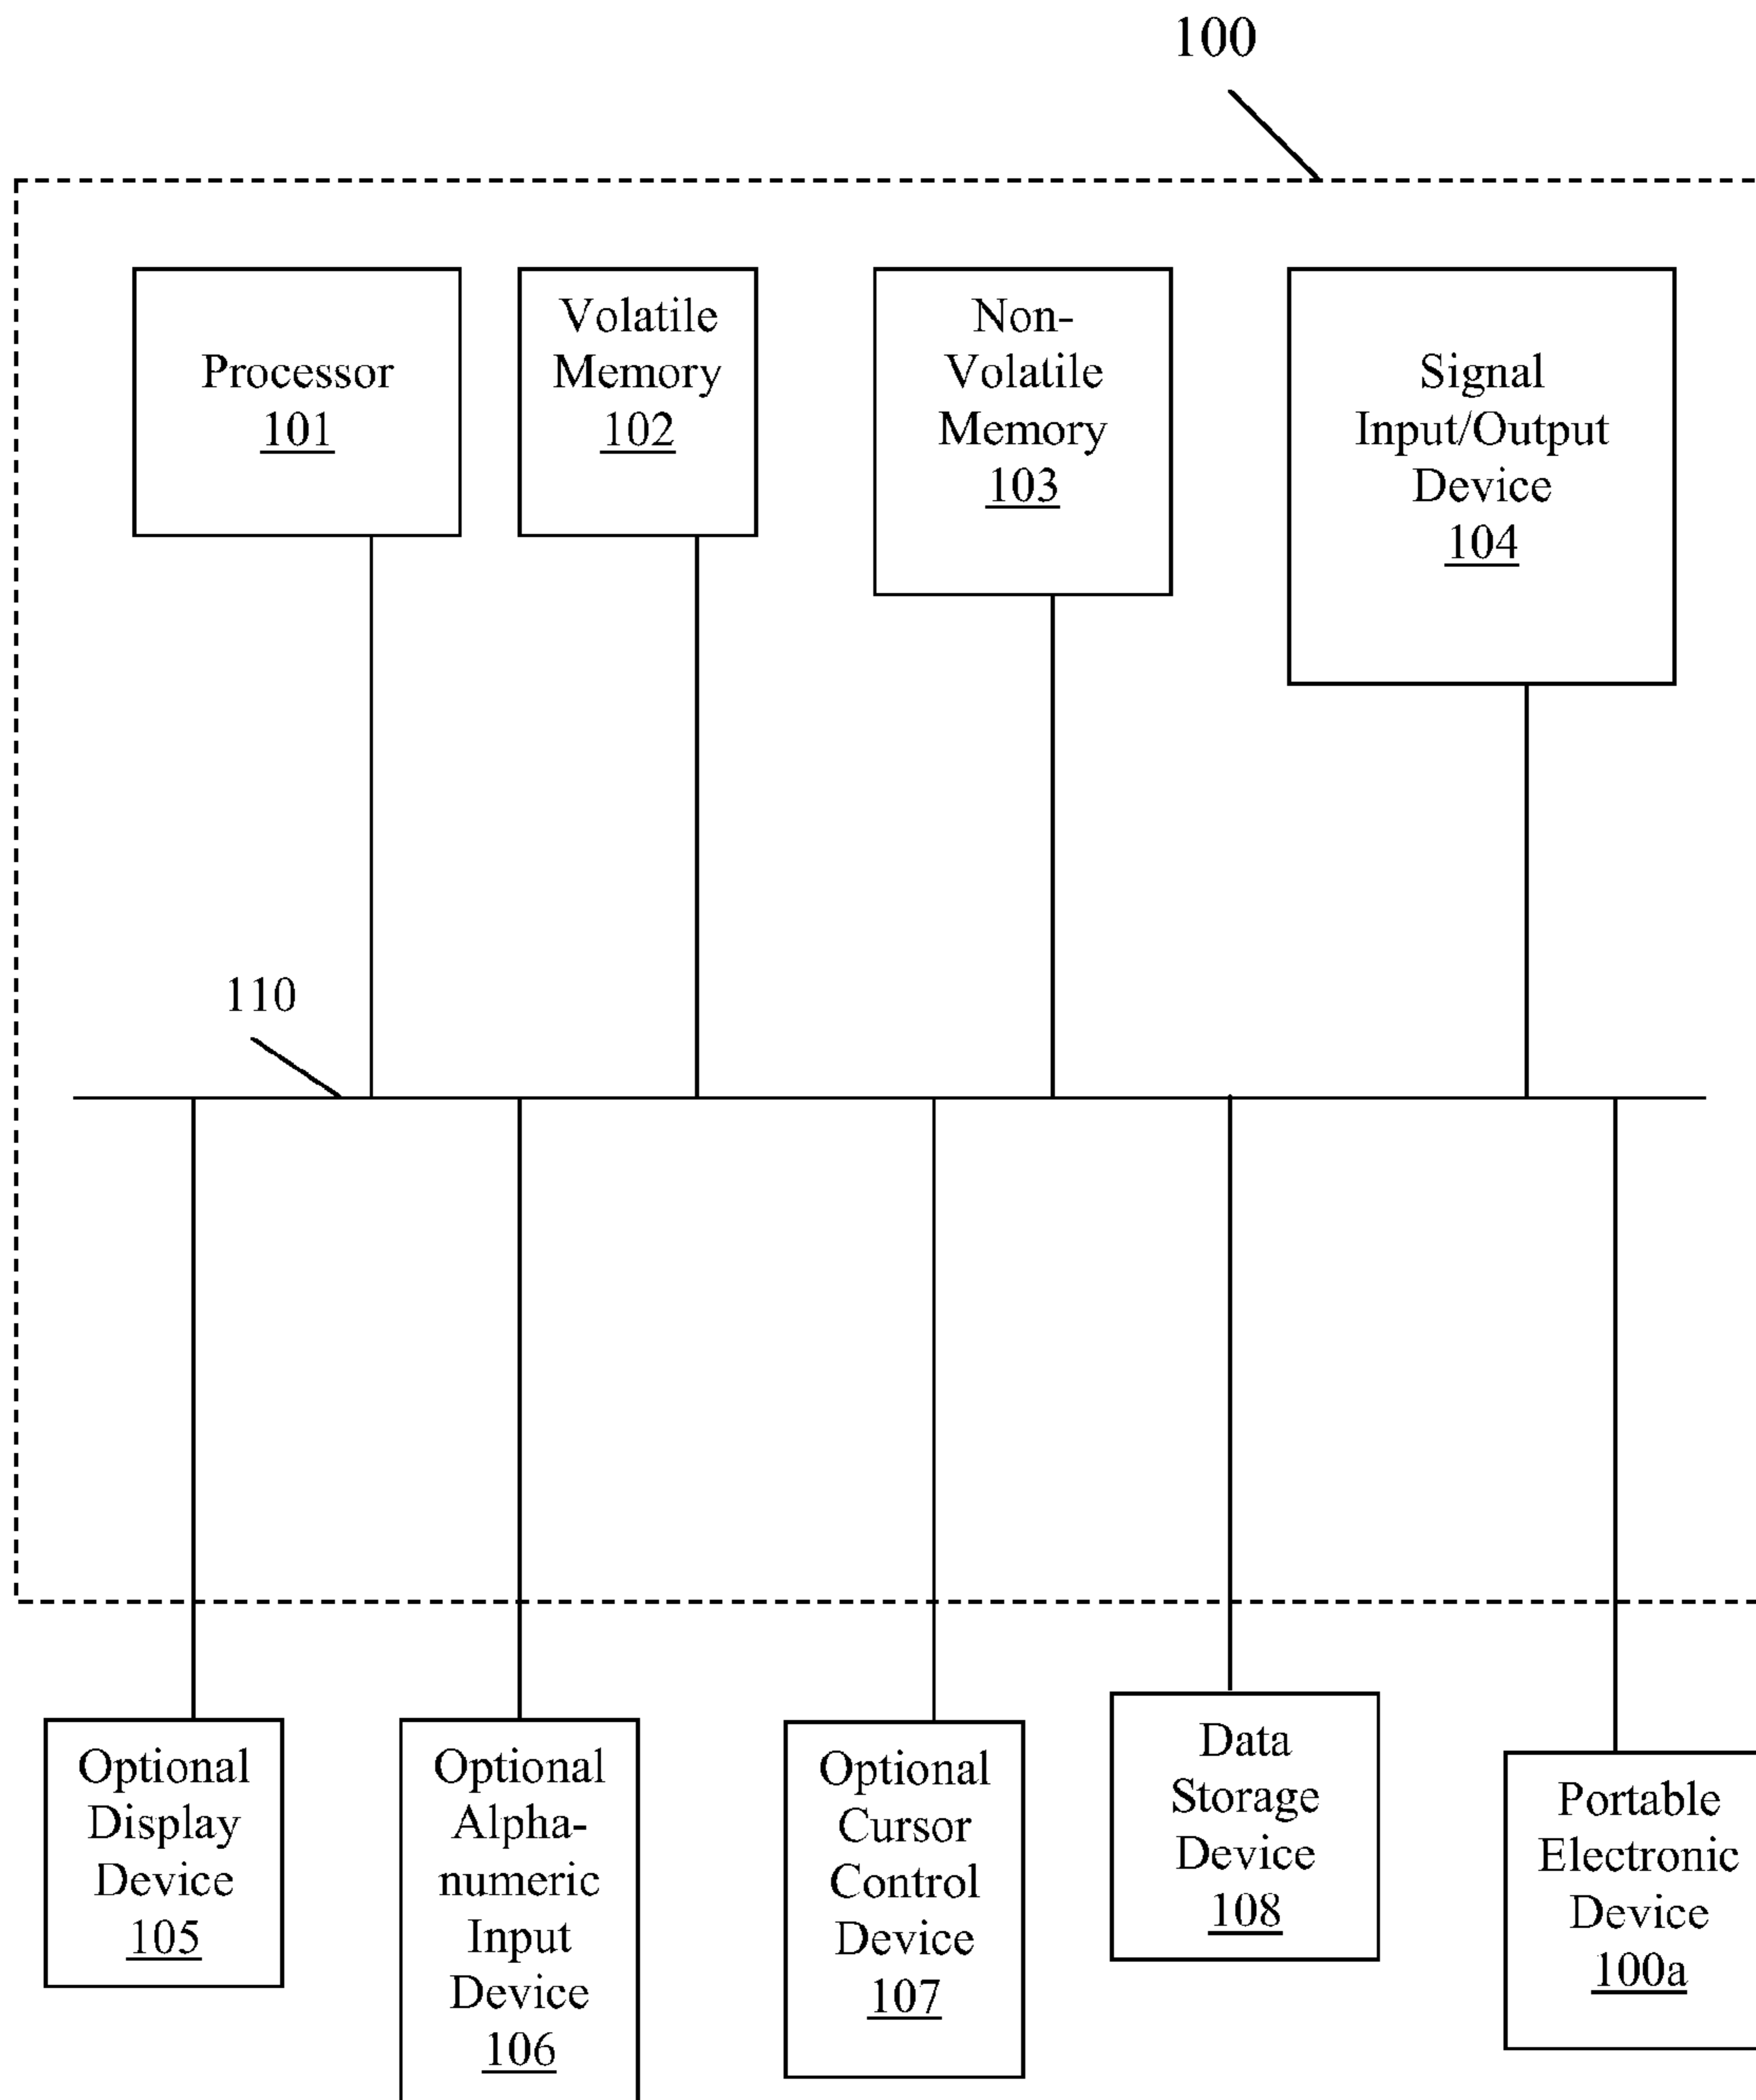 100
Processor
101
Volatile
Memory
102
Non-
Volatile
Memory
103
Signal
Input/Output
Device
104
110
Optional
Display
Device
105
Optional
Alpha-
numeric
Input
Device
106
Optional
Cursor
Control
Device
107
Data
Storage
Device
108
Portable
Electronic
Device
100a